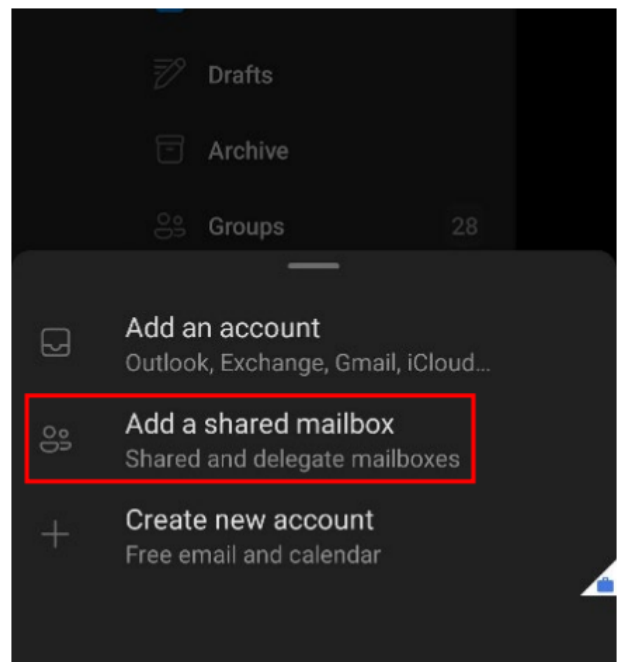 Drafts
Archive
Groups 28
Add an account
Outlook, Exchange, Gmail, iCloud...
Add a shared mailbox
Shared and delegate mailboxes
Create new account
Free email and calendar